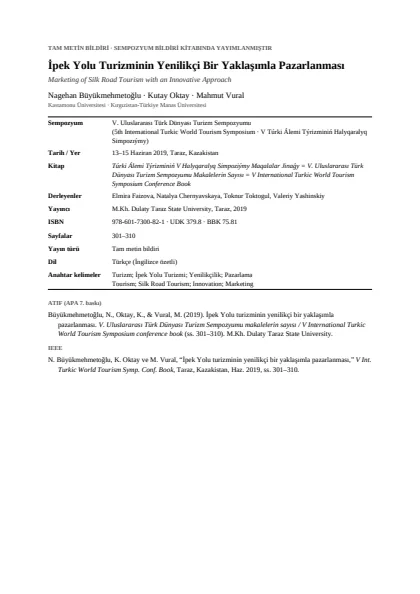 TAM METİN BİLDİRİ · SEMPOZYUM BİLDİRİ KİTABINDA YAYIMLANMIŞTIR
İpek Yolu Turizminin Yenilikçi Bir Yaklaşımla Pazarlanması
Marketing of Silk Road Tourism with an Innovative Approach
Nagehan Büyükmehmetoğlu · Kutay Oktay · Mahmut Vural
Kastamonu Üniversitesi · Kırgızistan-Türkiye Manas Üniversitesi
Sempozyum V. Uluslararası Türk Dünyası Turizm Sempozyumu
(5th International Turkic World Tourism Symposium · V Türki Álemi Týrizminiń Halyqaralyq
Simpozıýmy)
Tarih / Yer 13–15 Haziran 2019, Taraz, Kazakistan
Kitap Türki Álemi Týrizminiń V Halyqaralyq Simpozıýmy Maqalalar Jınaǵy = V. Uluslararası Türk
Dünyası Turizm Sempozyumu Makalelerin Sayısı = V International Turkic World Tourism
Symposium Conference Book
Derleyenler Elmira Faizova, Natalya Chernyavskaya, Toknur Toktogul, Valeriy Yashinskiy
Yayıncı M.Kh. Dulaty Taraz State University, Taraz, 2019
ISBN 978-601-7300-82-1 · UDK 379.8 · BBK 75.81
Sayfalar 301–310
Yayın türü Tam metin bildiri
Dil Türkçe (İngilizce özetli)
Anahtar kelimeler Turizm; İpek Yolu Turizmi; Yenilikçilik; Pazarlama
Tourism; Silk Road Tourism; Innovation; Marketing
ATIF (APA 7. baskı)
Büyükmehmetoğlu, N., Oktay, K., & Vural, M. (2019). İpek Yolu turizminin yenilikçi bir yaklaşımla
pazarlanması. V. Uluslararası Türk Dünyası Turizm Sempozyumu makalelerin sayısı / V International Turkic
World Tourism Symposium conference book (ss. 301–310). M.Kh. Dulaty Taraz State University.
IEEE
N. Büyükmehmetoğlu, K. Oktay ve M. Vural, “İpek Yolu turizminin yenilikçi bir yaklaşımla pazarlanması,” V Int.
Turkic World Tourism Symp. Conf. Book, Taraz, Kazakistan, Haz. 2019, ss. 301–310.